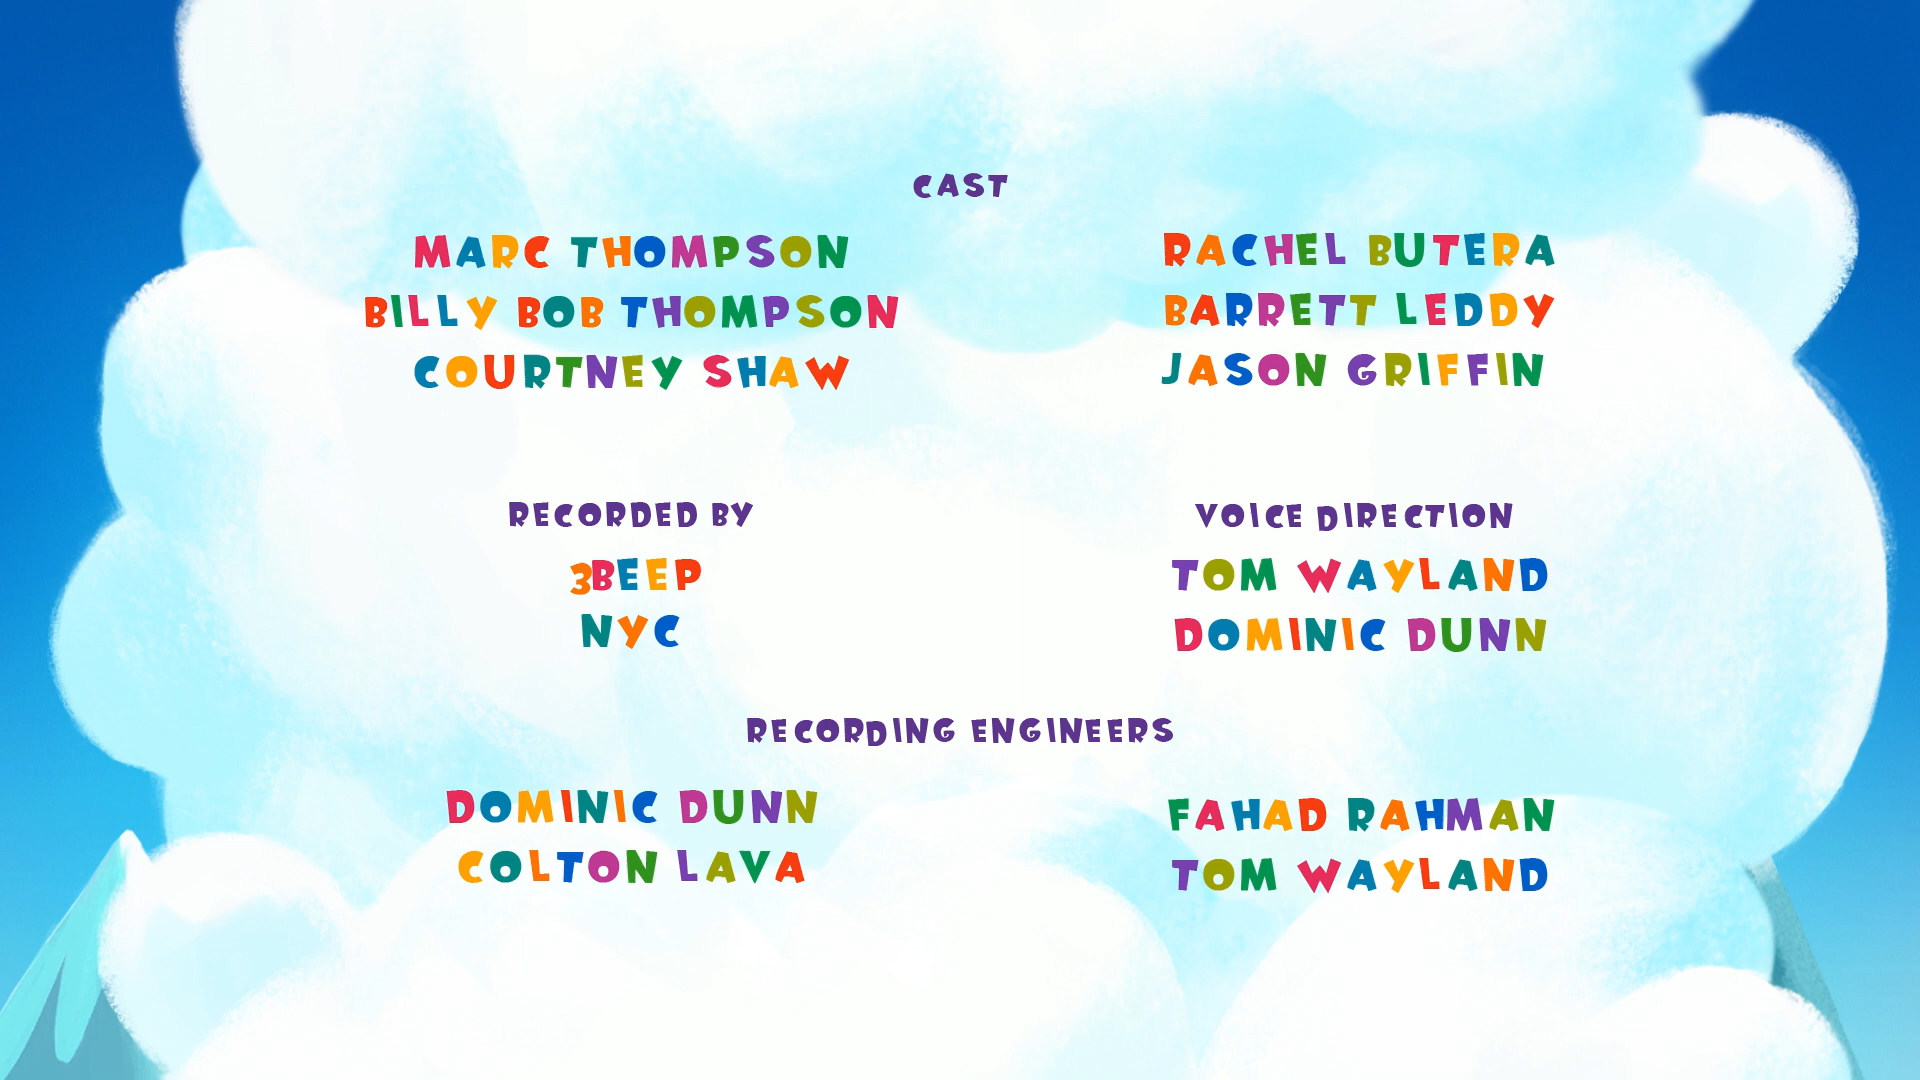 CAST
MARC THOMPSON
BILLY BOB THOMPSON
COURTNEY SHAW
RACHEL BUTERA
BARRETT LEDDY
JASON GRIFFIN
RECORDED BY
3BEEP
NYC
VOICE DIRECTION
TOM WAYLAND
DOMINIC DUNN
RECORDING ENGINEERS
DOMINIC DUNN
COLTON LAVA
FAHAD RAHMAN
TOM WAYLAND